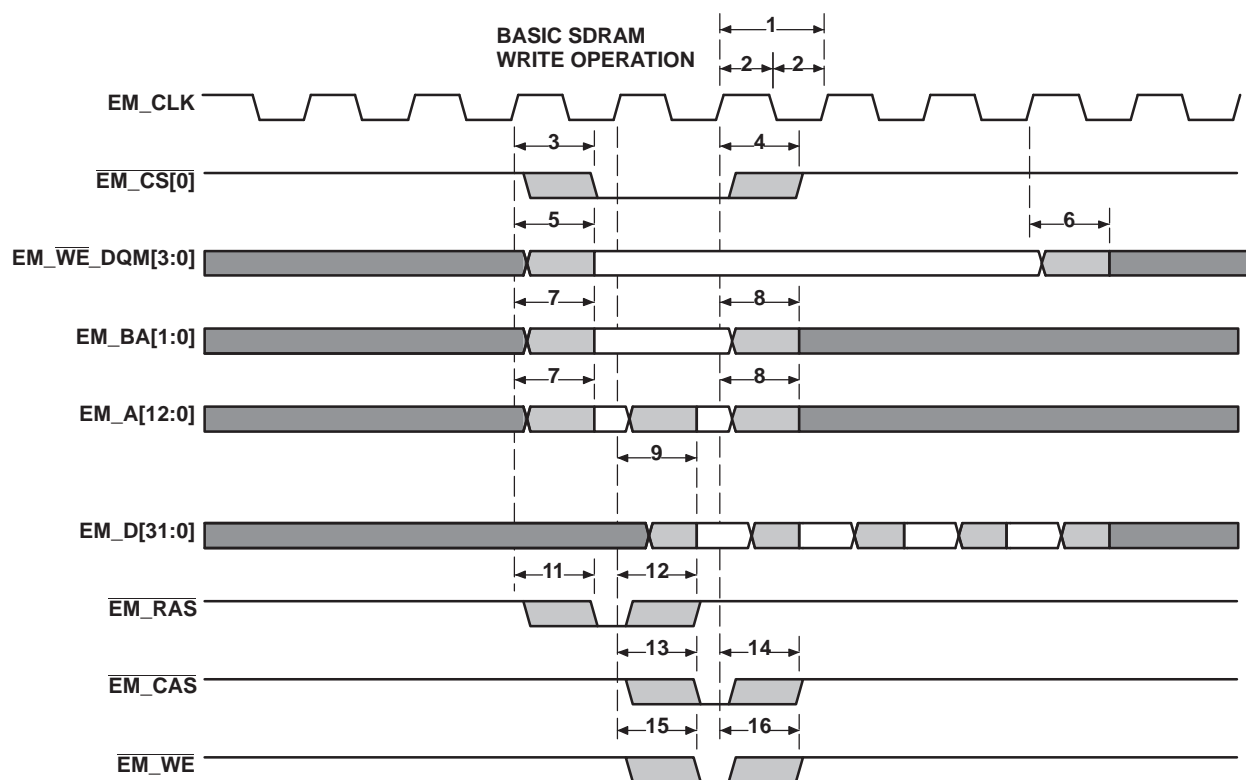 BASIC SDRAM
WRITE OPERATION
1
2 2
EM_CLK
3 4
EM_CS[0]
5 6
EM_WE_DQM[3:0]
7 8
EM_BA[1:0]
7 8
EM_A[12:0]
9
EM_D[31:0]
11 12
EM_RAS
13 14
EM_CAS
15 16
EM_WE